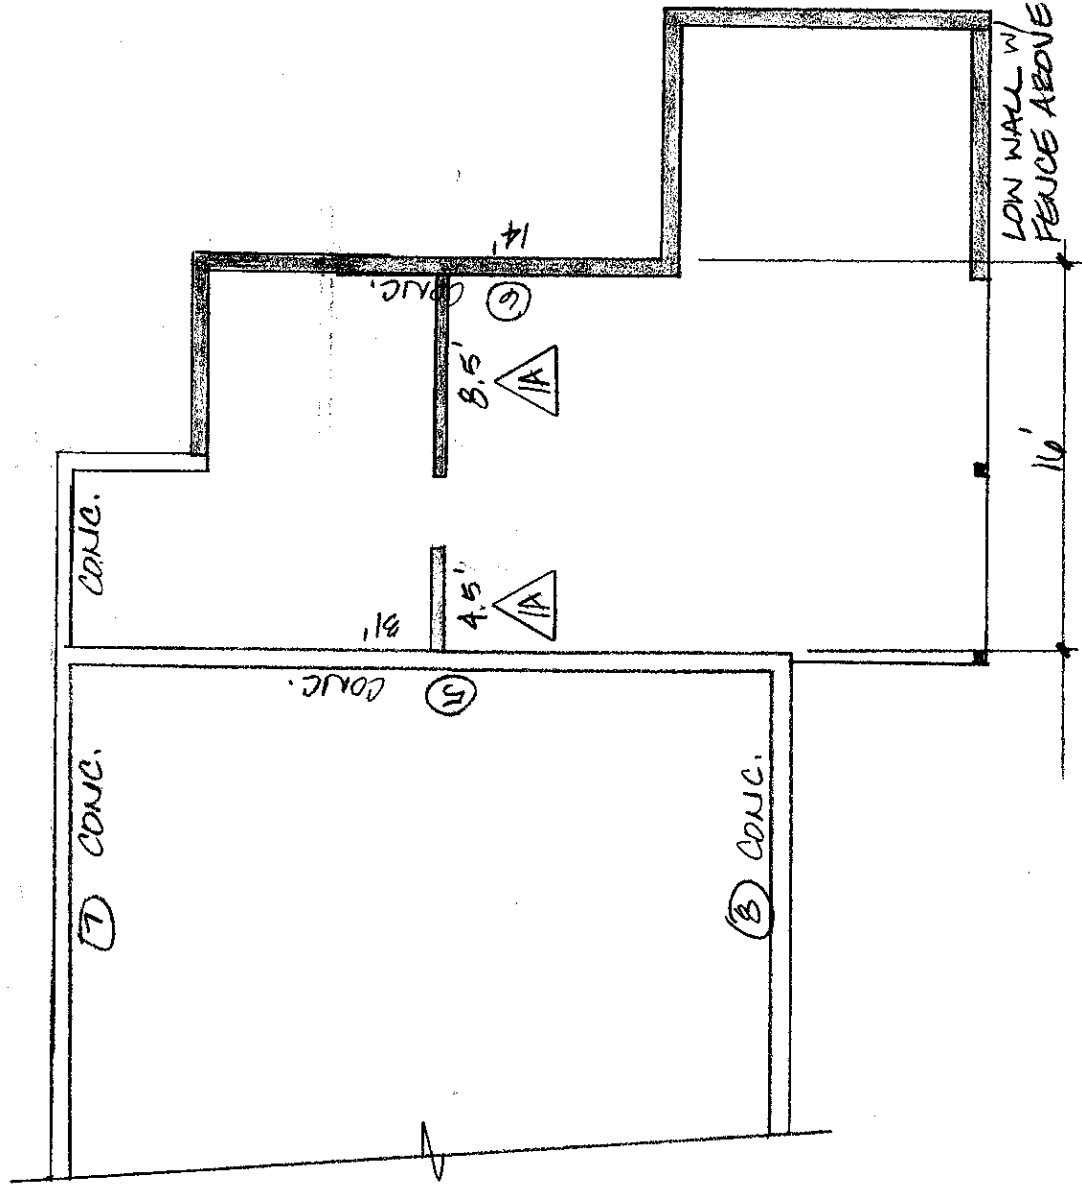 LOW WALL W/
FENCE ABOVE
14'
CONC.
6
8.5'
1A
CONC.
16'
4.5'
1A
31'
CONC.
5
7 CONC.
8 CONC.